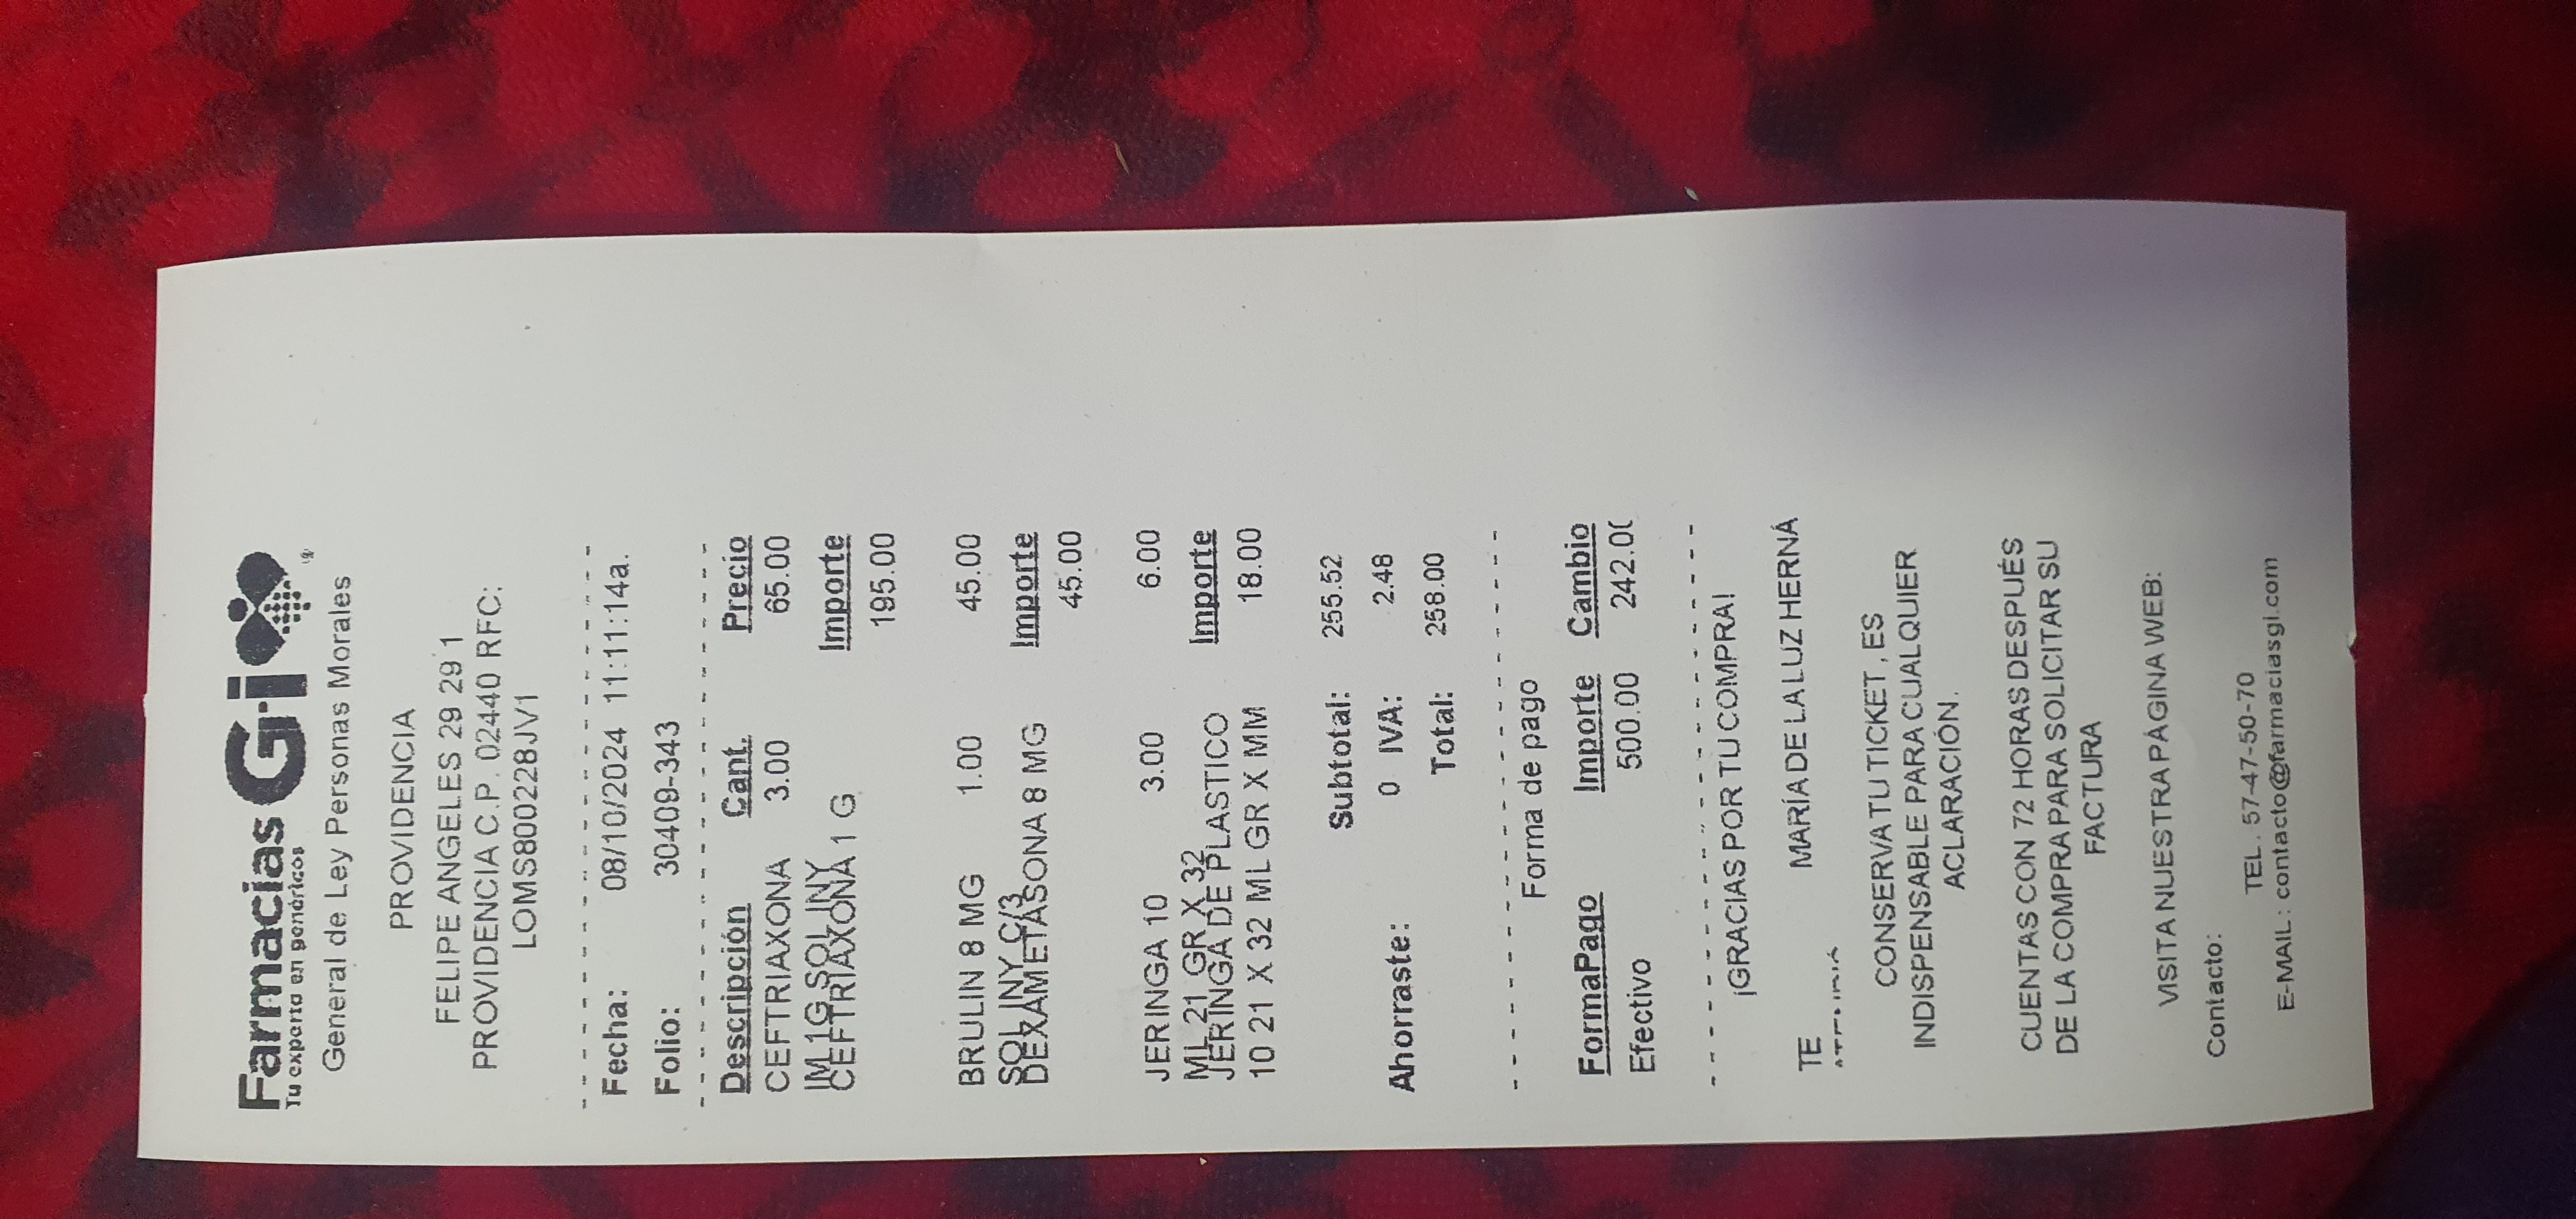 Farmacias Gi
Tu experto en genéricos
General de Ley Personas Morales
PROVIDENCIA
FELIPE ANGELES 29 29 1
PROVIDENCIA C.P. 02440 RFC:
LOMS800228JV1
Fecha: 08/10/2024 11:11:14a.
Folio: 30409-343
Descripción Cant. Precio
CEFTRIAXONA 3.00 65.00
IM 1G SOL INY Importe
CEFTRIAXONA 1 G 195.00
BRULIN 8 MG 1.00 45.00
SOL INY C/3 Importe
DEXAMETASONA 8 MG 45.00
JERINGA 10 3.00 6.00
ML 21 GR X 32 Importe
JERINGA DE PLASTICO
10 21 X 32 ML GR X MM 18.00
Subtotal: 255.52
Ahorraste: 0 IVA: 2.48
Total: 258.00
Forma de pago
FormaPago Importe Cambio
Efectivo 500.00 242.00
¡GRACIAS POR TU COMPRA!
TE MARÍA DE LA LUZ HERNÁ
CONSERVA TU TICKET, ES
INDISPENSABLE PARA CUALQUIER
ACLARACIÓN.
CUENTAS CON 72 HORAS DESPUÉS
DE LA COMPRA PARA SOLICITAR SU
FACTURA
VISITA NUESTRA PÁGINA WEB:
Contacto:
TEL. 57-47-50-70
E-MAIL: contacto@farmaciasgi.com